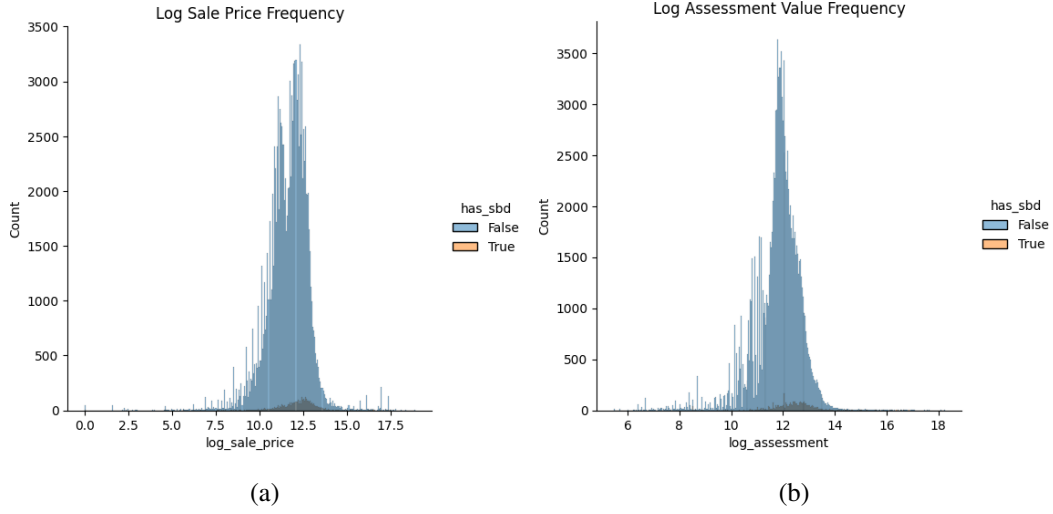 Log Sale Price Frequency
3500
3000
2500
2000
1500
1000
500
0
Count
0.0 2.5 5.0 7.5 10.0 12.5 15.0 17.5
log_sale_price
has_sbd
False
True
(a)
Log Assessment Value Frequency
3500
3000
2500
2000
1500
1000
500
0
Count
6 8 10 12 14 16 18
log_assessment
has_sbd
False
True
(b)